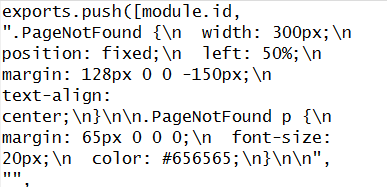 exports.push([module.id,
".PageNotFound {\n  width: 300px;\n
position: fixed;\n  left: 50%;\n
margin: 128px 0 0 -150px;\n
text-align:
center;\n}\n\n.PageNotFound p {\n
margin: 65px 0 0 0;\n  font-size:
20px;\n  color: #656565;\n}\n\n",
"",